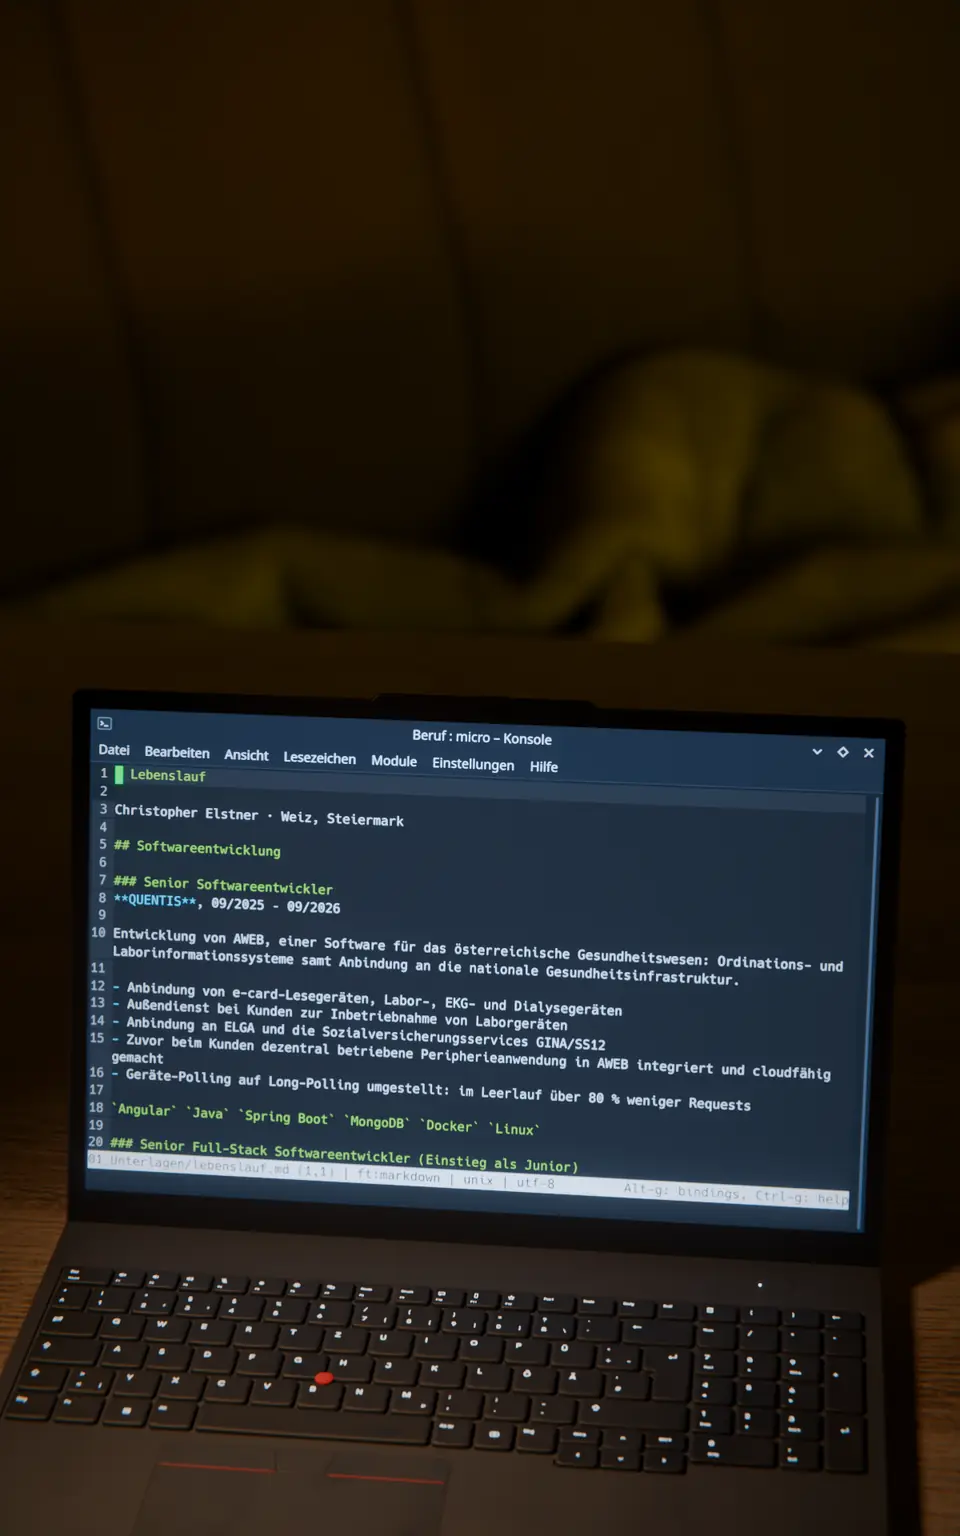 Beruf : micro – Konsole
Datei Bearbeiten Ansicht Lesezeichen Module Einstellungen Hilfe
1 Lebenslauf
2
3 Christopher Elstner · Weiz, Steiermark
4
5 ## Softwareentwicklung
6
7 ### Senior Softwareentwickler
8 **QUENTIS**, 09/2025 - 09/2026
9
10 Entwicklung von AWEB, einer Software für das österreichische Gesundheitswesen: Ordinations- und
Laborinformationssysteme samt Anbindung an die nationale Gesundheitsinfrastruktur.
11
12 - Anbindung von e-card-Lesegeräten, Labor-, EKG- und Dialysegeräten
13 - Außendienst bei Kunden zur Inbetriebnahme von Laborgeräten
14 - Anbindung an ELGA und die Sozialversicherungsservices GINA/SS12
15 - Zuvor beim Kunden dezentral betriebene Peripherieanwendung in AWEB integriert und cloudfähig
gemacht
16 - Geräte-Polling auf Long-Polling umgestellt: im Leerlauf über 80 % weniger Requests
17
18 `Angular` `Java` `Spring Boot` `MongoDB` `Docker` `Linux`
19
20 ### Senior Full-Stack Softwareentwickler (Einstieg als Junior)
01 Unterlagen/lebenslauf.md (1,1) | ft:markdown | unix | utf-8 Alt-g: bindings, Ctrl-g: help
Q W E R T Z U I O P Ü
A S D F G H J K L Ö Ä
Y X C V B N M